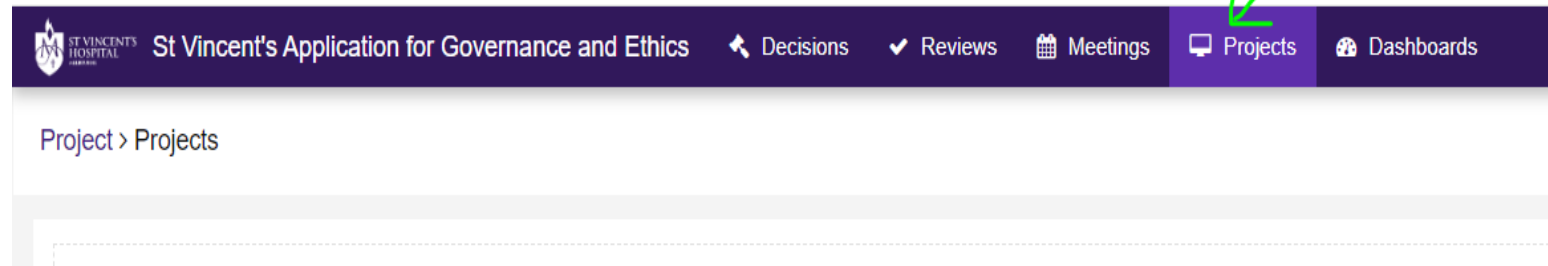 ST VINCENT'S
HOSPITAL
St Vincent's Application for Governance and Ethics Decisions Reviews Meetings Projects Dashboards
Project > Projects